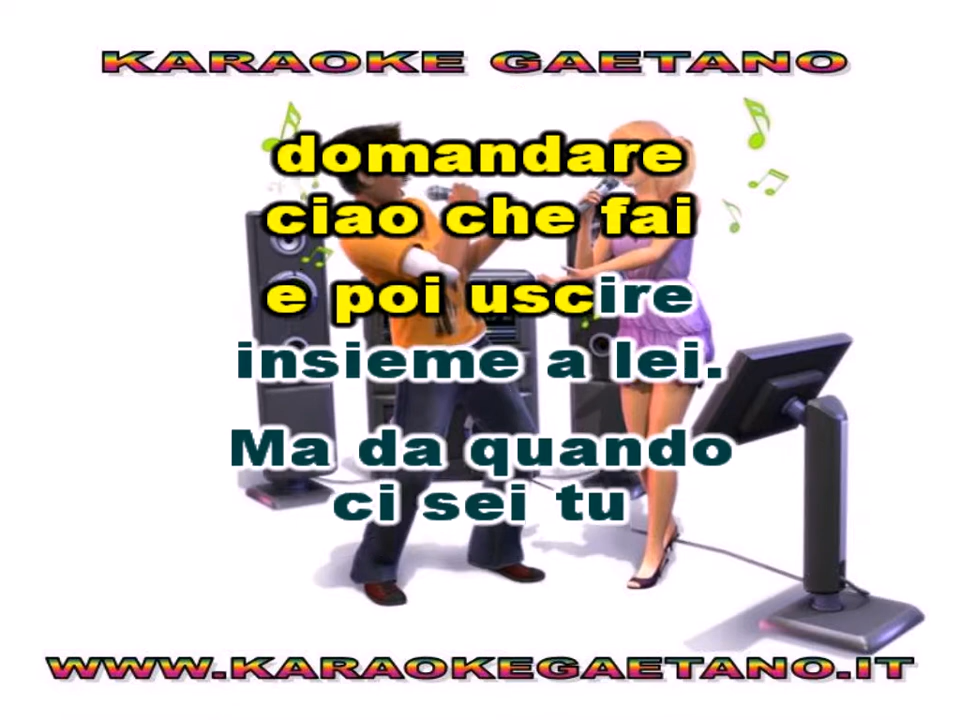 KARAOKE GAETANO
domandare
ciao che fai
e poi uscire
insieme a lei.
Ma da quando
ci sei tu
WWW.KARAOKEGAETANO.IT